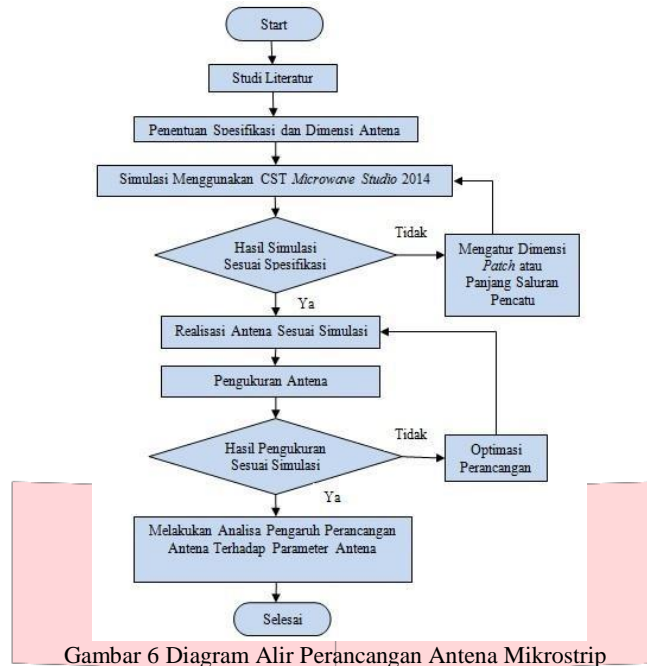 Start
Studi Literatur
Penentuan Spesifikasi dan Dimensi Antena
Simulasi Menggunakan CST Microwave Studio 2014
Hasil Simulasi
Sesuai Spesifikasi
Tidak
Mengatur Dimensi
Patch atau
Panjang Saluran
Pencatu
Ya
Realisasi Antena Sesuai Simulasi
Pengukuran Antena
Hasil Pengukuran
Sesuai Simulasi
Tidak
Optimasi
Perancangan
Ya
Melakukan Analisa Pengaruh Perancangan
Antena Terhadap Parameter Antena
Selesai
Gambar 6 Diagram Alir Perancangan Antena Mikrostrip